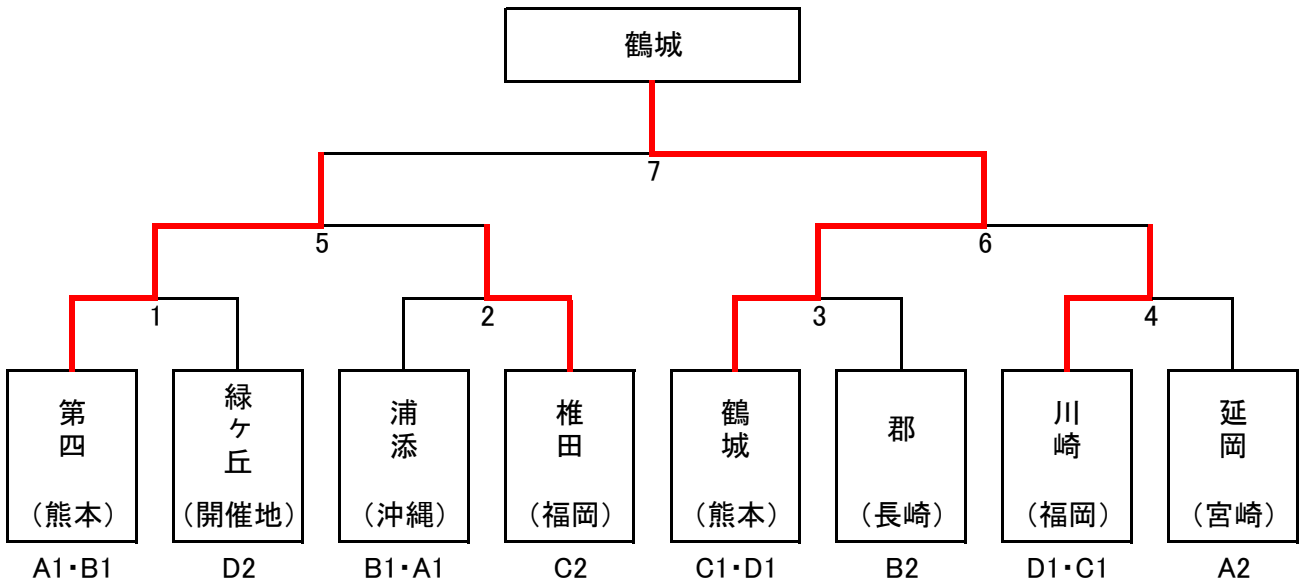 鶴城
7
5
6
1
2
3
4
第四
(熊本)
緑ヶ丘
(開催地)
浦添
(沖縄)
椎田
(福岡)
鶴城
(熊本)
郡
(長崎)
川崎
(福岡)
延岡
(宮崎)
A1・B1
D2
B1・A1
C2
C1・D1
B2
D1・C1
A2